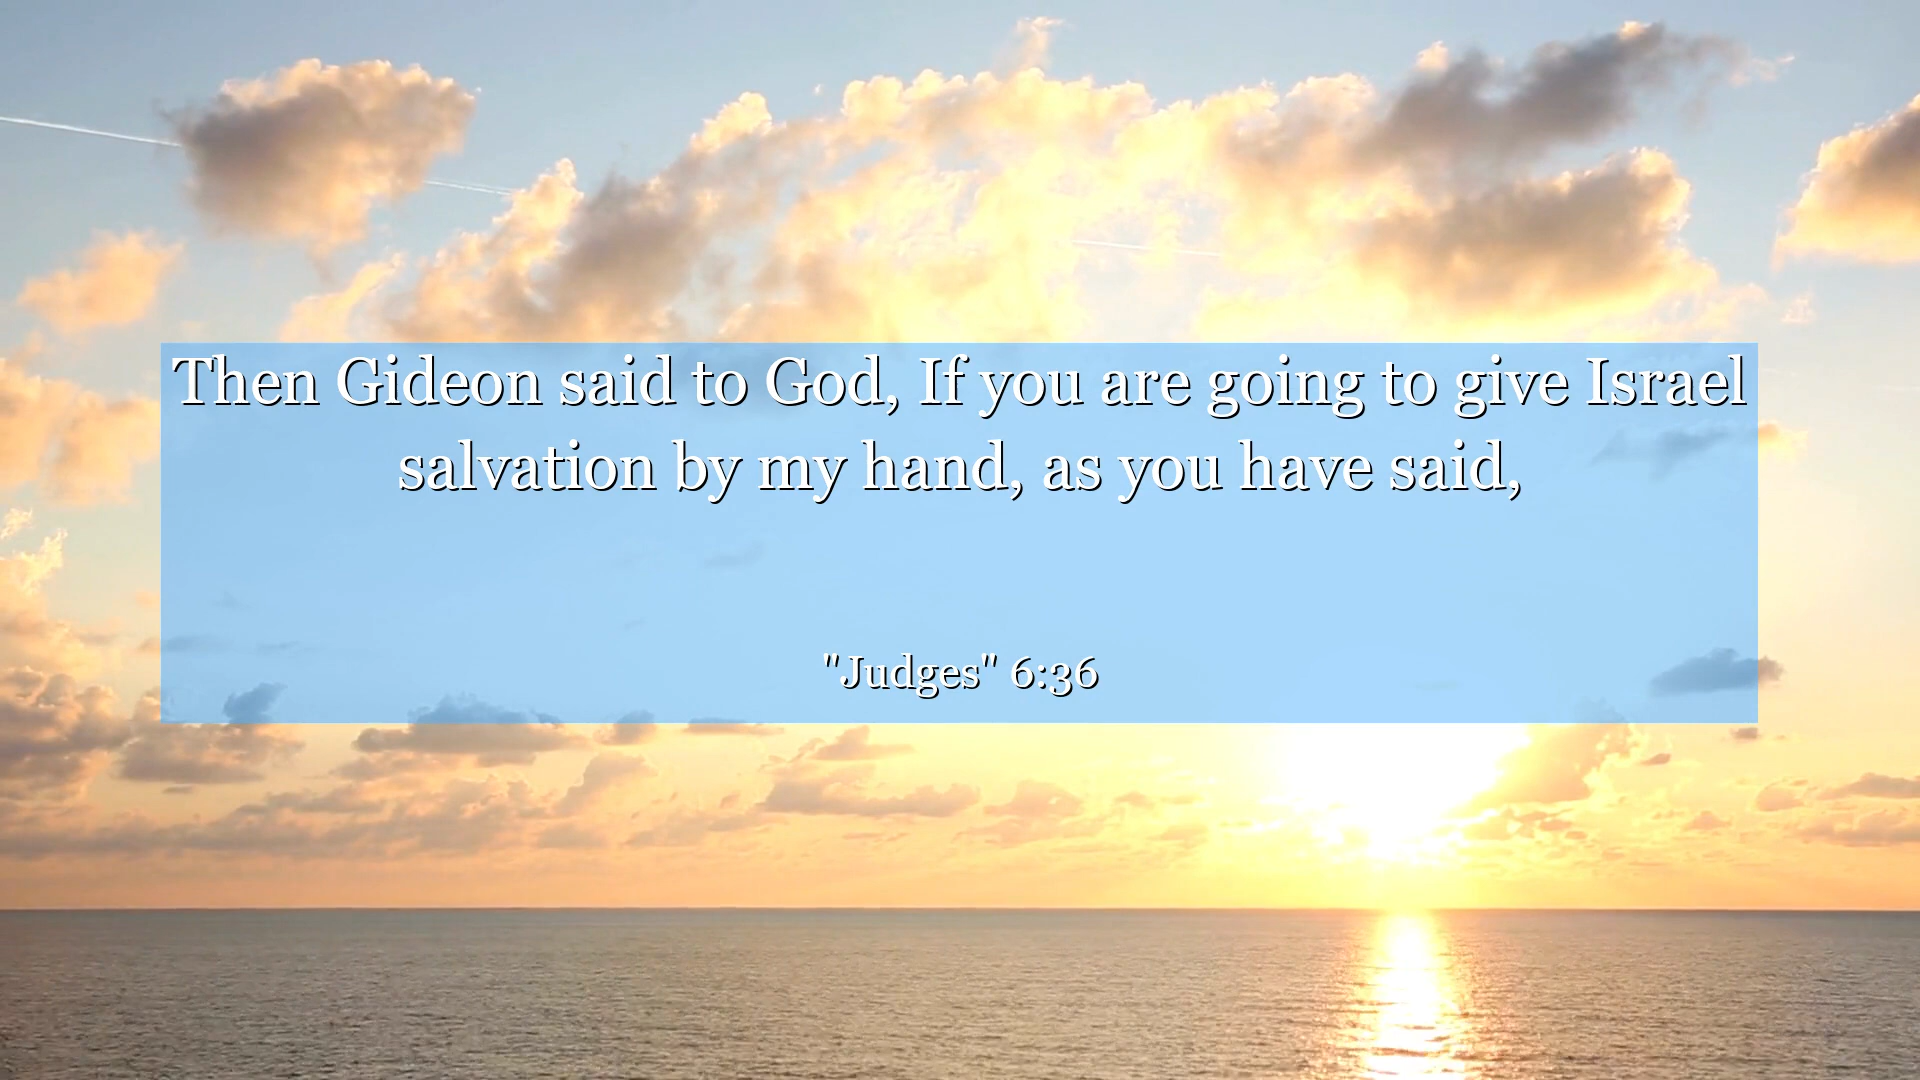 Then Gideon said to God, If you are going to give Israel
salvation by my hand, as you have said,
"Judges" 6:36